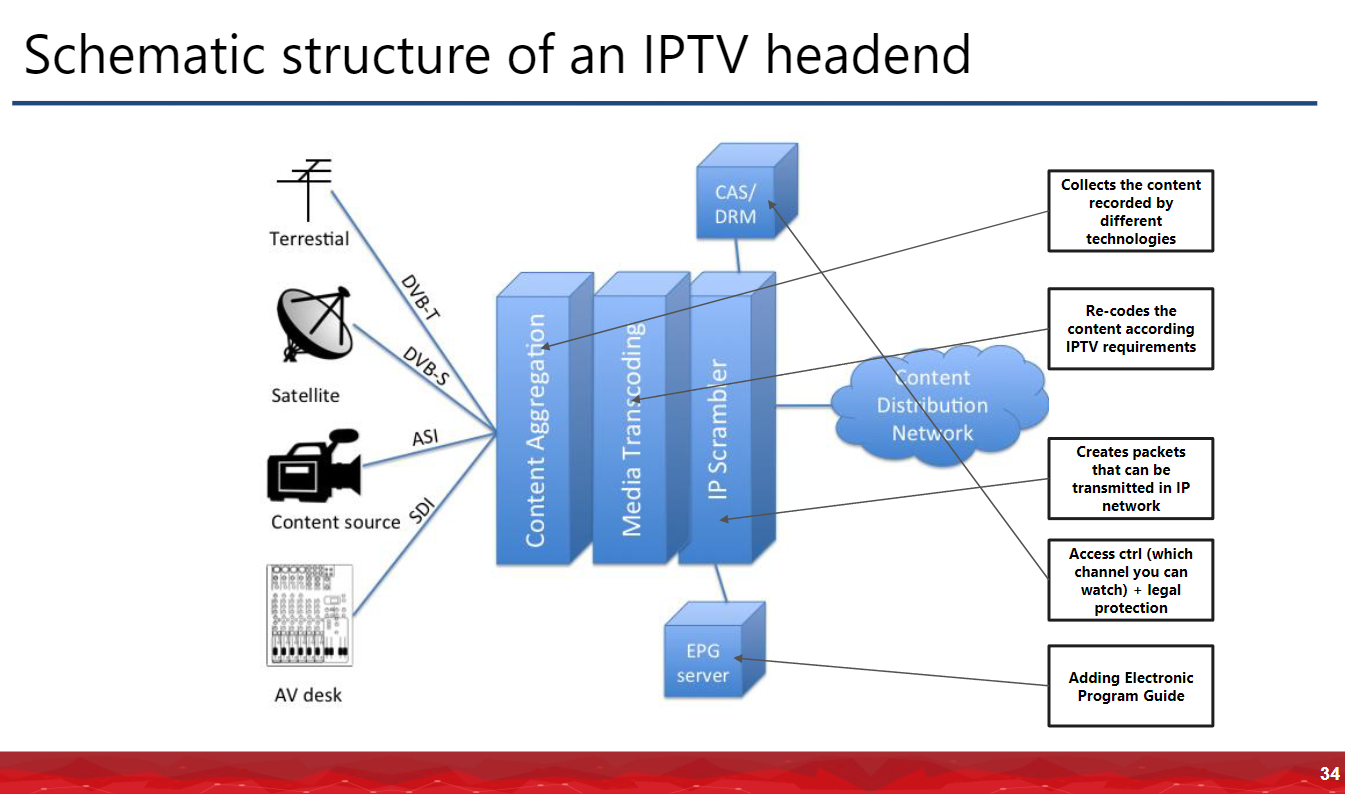 Schematic structure of an IPTV headend
Terrestial
DVB-T
Satellite
DVB-S
Content source
ASI
AV desk
SDI
Content Aggregation
Media Transcoding
IP Scrambler
CAS/
DRM
EPG
server
Content
Distribution
Network
Collects the content
recorded by
different
technologies
Re-codes the
content according
IPTV requirements
Creates packets
that can be
transmitted in IP
network
Access ctrl (which
channel you can
watch) + legal
protection
Adding Electronic
Program Guide
34